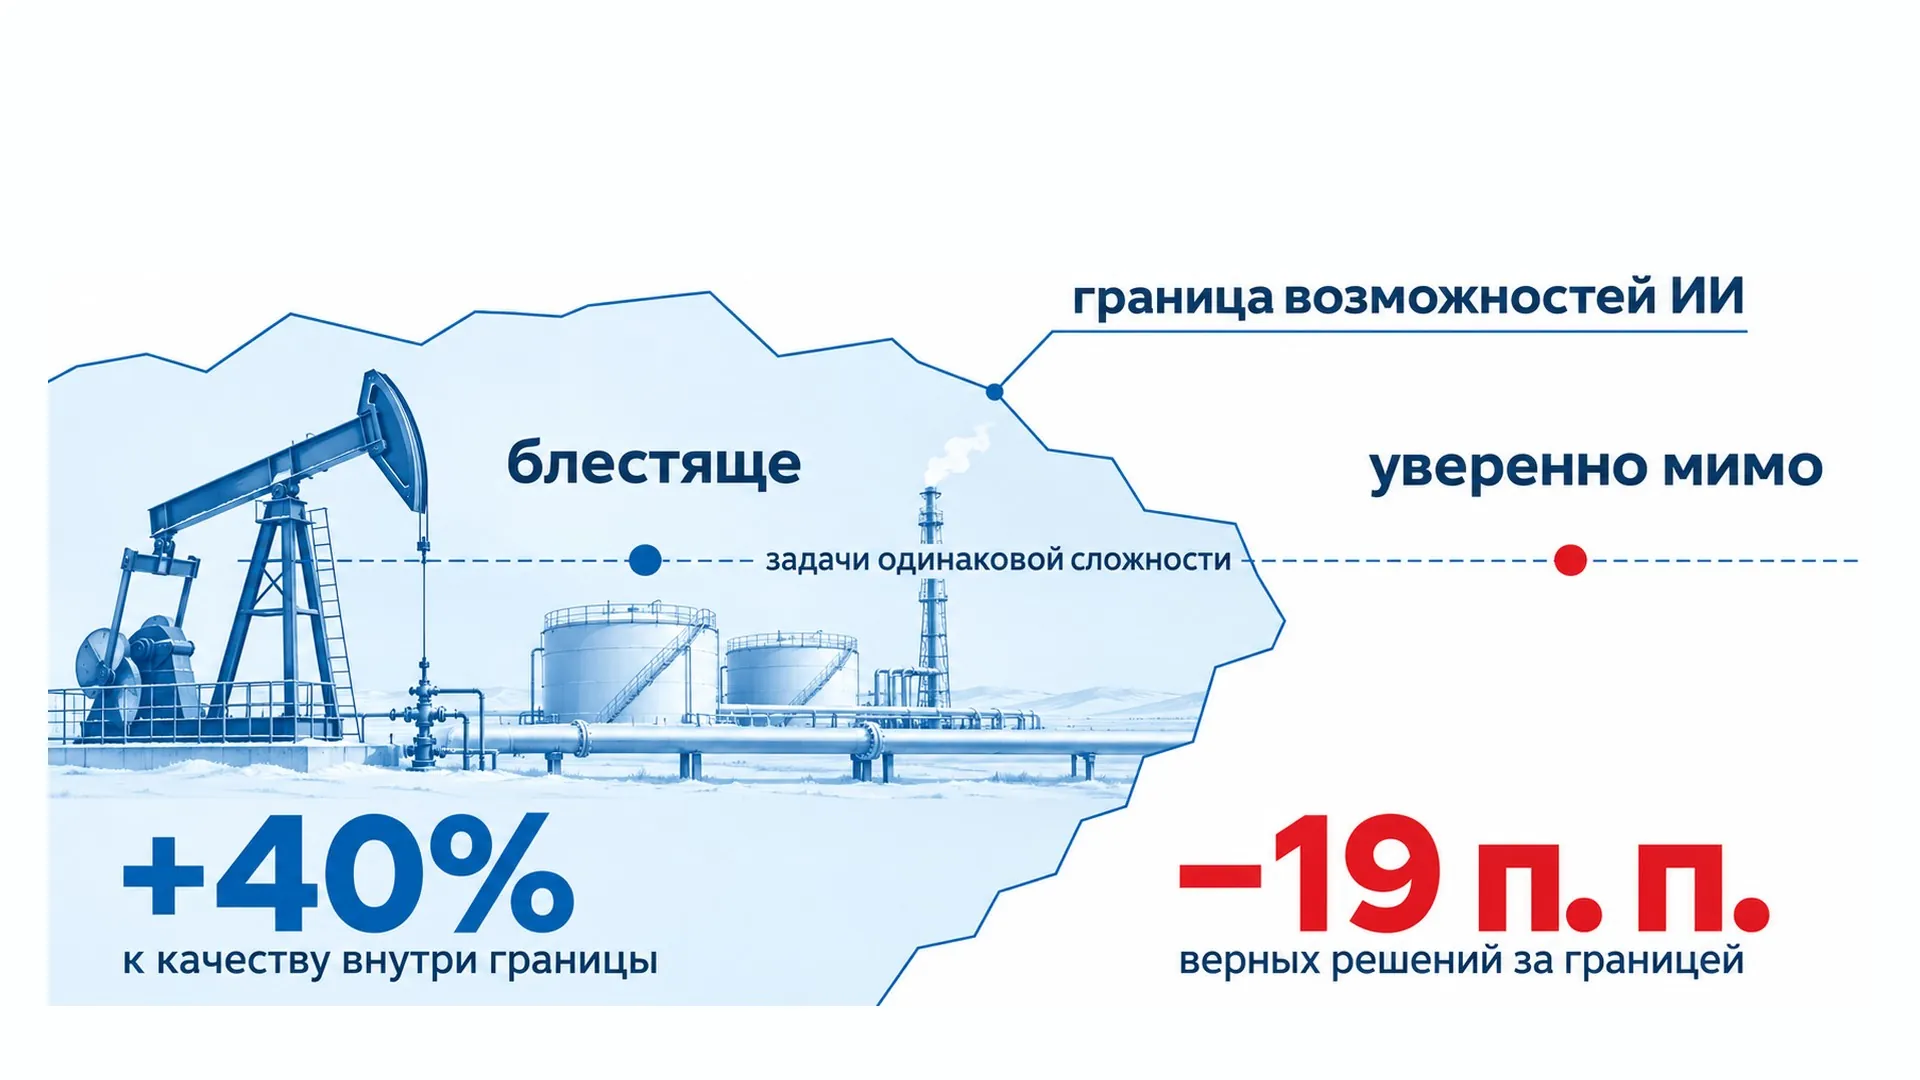 граница возможностей ИИ
блестяще
уверенно мимо
задачи одинаковой сложности
+40%
к качеству внутри границы
–19 п. п.
верных решений за границей